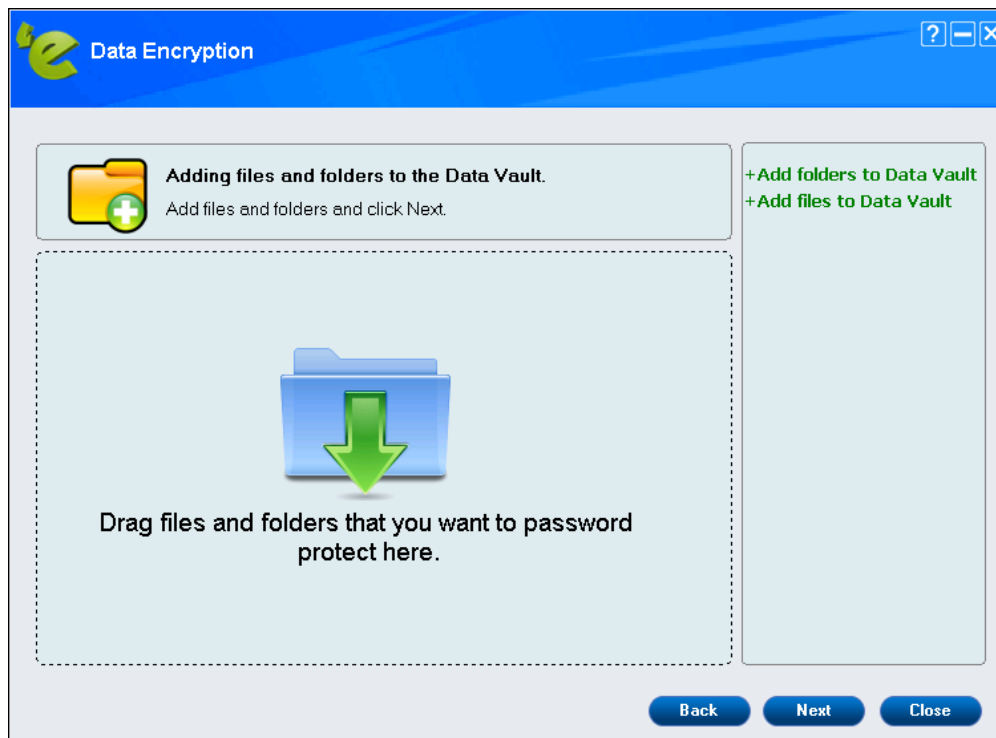 Data Encryption
?
Adding files and folders to the Data Vault.
Add files and folders and click Next.
+Add folders to Data Vault
+Add files to Data Vault
Drag files and folders that you want to password
protect here.
Back
Next
Close